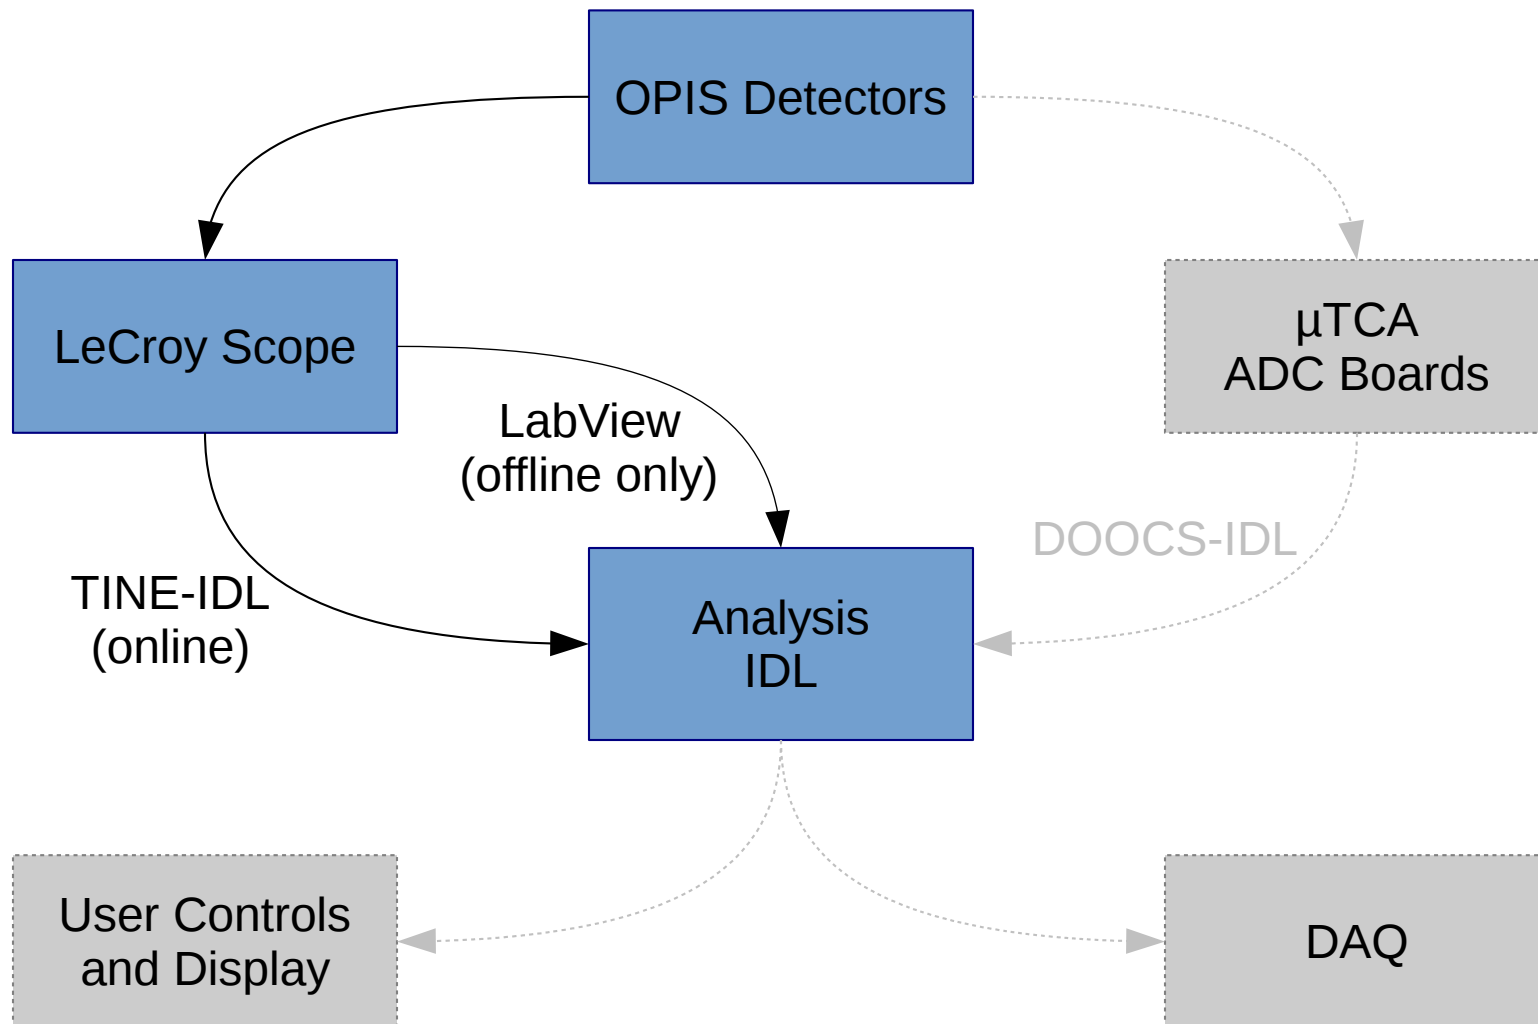 OPIS Detectors
LeCroy Scope
µTCA
ADC Boards
LabView
(offline only)
DOOCS-IDL
TINE-IDL
(online)
Analysis
IDL
User Controls
and Display
DAQ